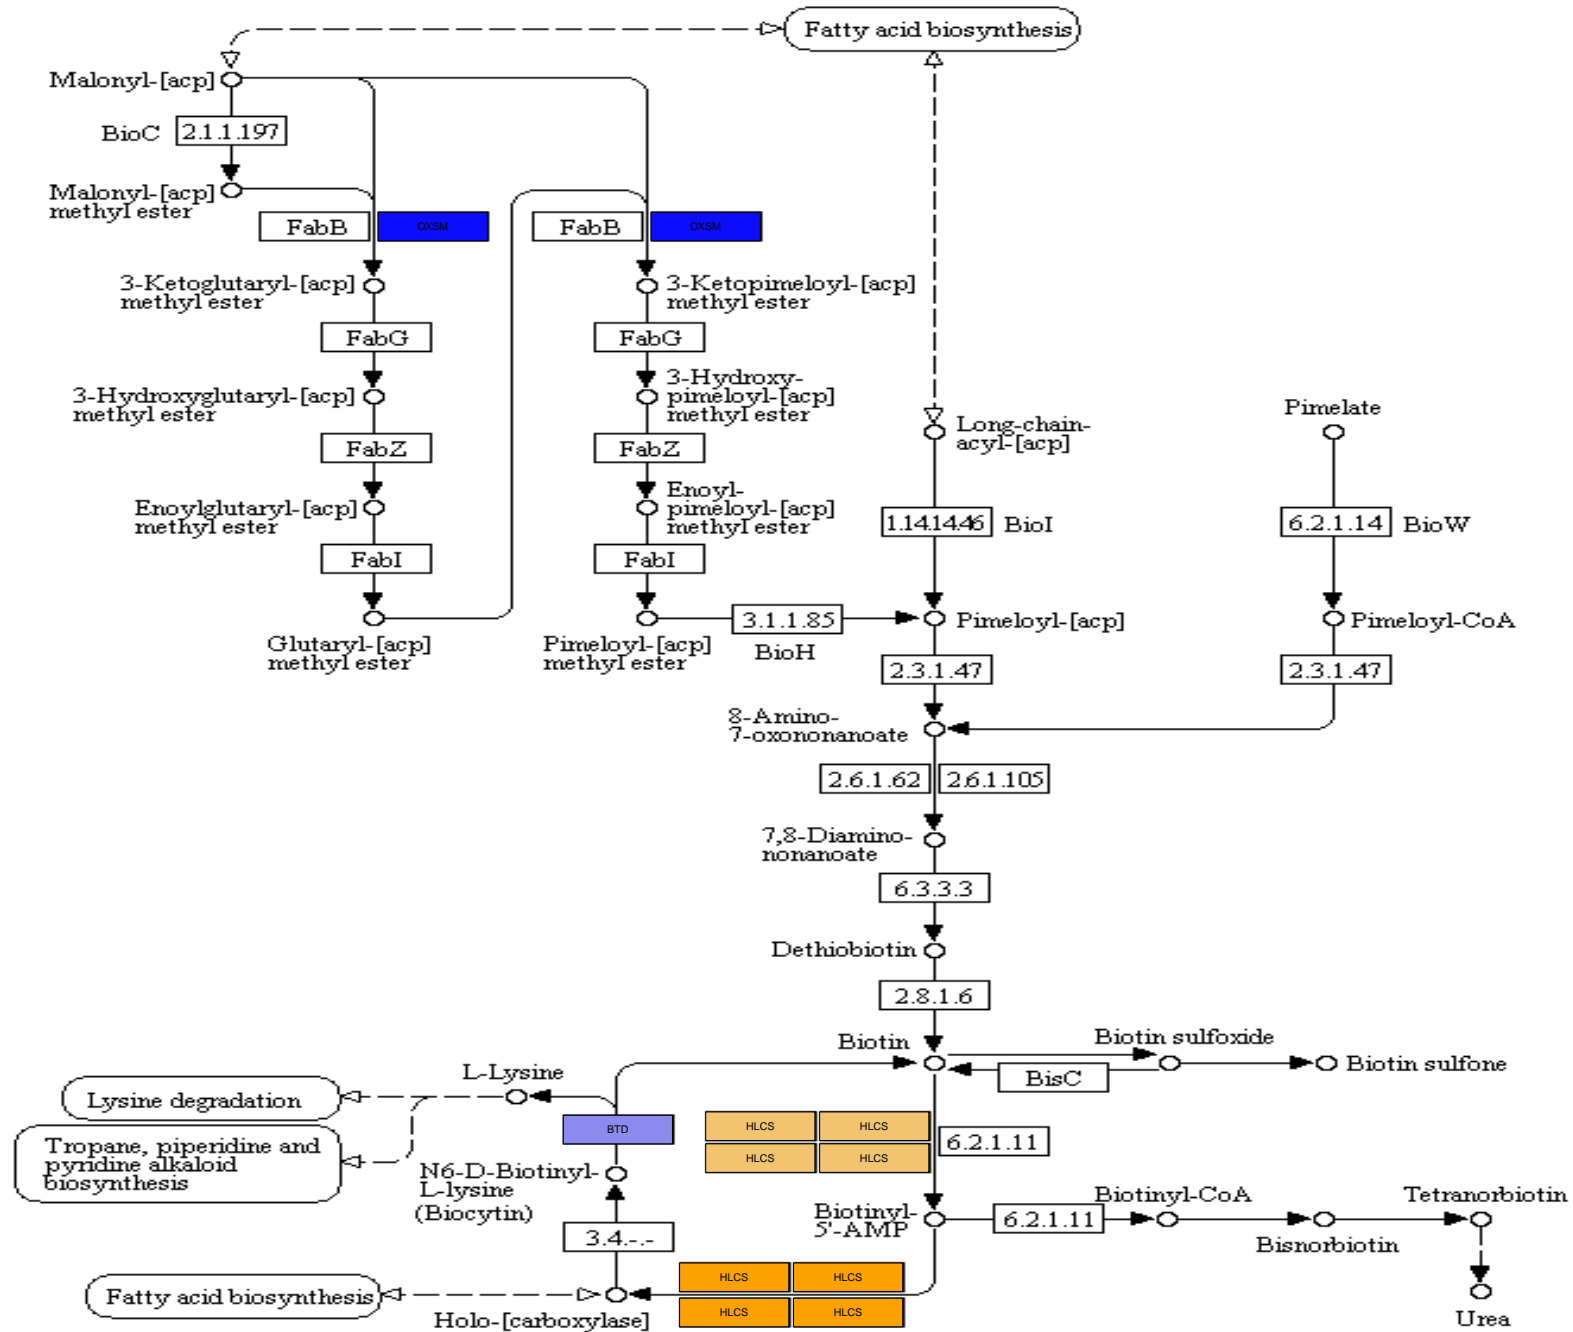 Fatty acid biosynthesis
Malonyl-[acp]
BioC
2.1.1.197
Malonyl-[acp]
methyl ester
FabB
OXSM
FabB
OXSM
3-Ketoglutaryl-[acp]
methyl ester
3-Ketopimeloyl-[acp]
methyl ester
FabG
FabG
3-Hydroxyglutaryl-[acp]
methyl ester
3-Hydroxy-
pimeloyl-[acp]
methyl ester
Long-chain-
acyl-[acp]
Pimelate
FabZ
FabZ
Enoylglutaryl-[acp]
methyl ester
Enoyl-
pimeloyl-[acp]
methyl ester
1.14.14.46
BioI
6.2.1.14
BioW
FabI
FabI
Glutaryl-[acp]
methyl ester
Pimeloyl-[acp]
methyl ester
3.1.1.85
BioH
Pimeloyl-[acp]
Pimeloyl-CoA
2.3.1.47
2.3.1.47
8-Amino-
7-oxononanoate
2.6.1.62
2.6.1.105
7,8-Diamino-
nonanoate
6.3.3.3
Dethiobiotin
2.8.1.6
Biotin
Biotin sulfoxide
Biotin sulfone
BisC
L-Lysine
Lysine degradation
BTD
HLCS
HLCS
HLCS
HLCS
6.2.1.11
Tropane, piperidine and
pyridine alkaloid
biosynthesis
N6-D-Biotinyl-
L-lysine
(Biocytin)
Biotinyl-
5'-AMP
6.2.1.11
Biotinyl-CoA
Bisnorbiotin
Tetranorbiotin
3.4.-.-
HLCS
HLCS
HLCS
HLCS
Fatty acid biosynthesis
Holo-[carboxylase]
Urea